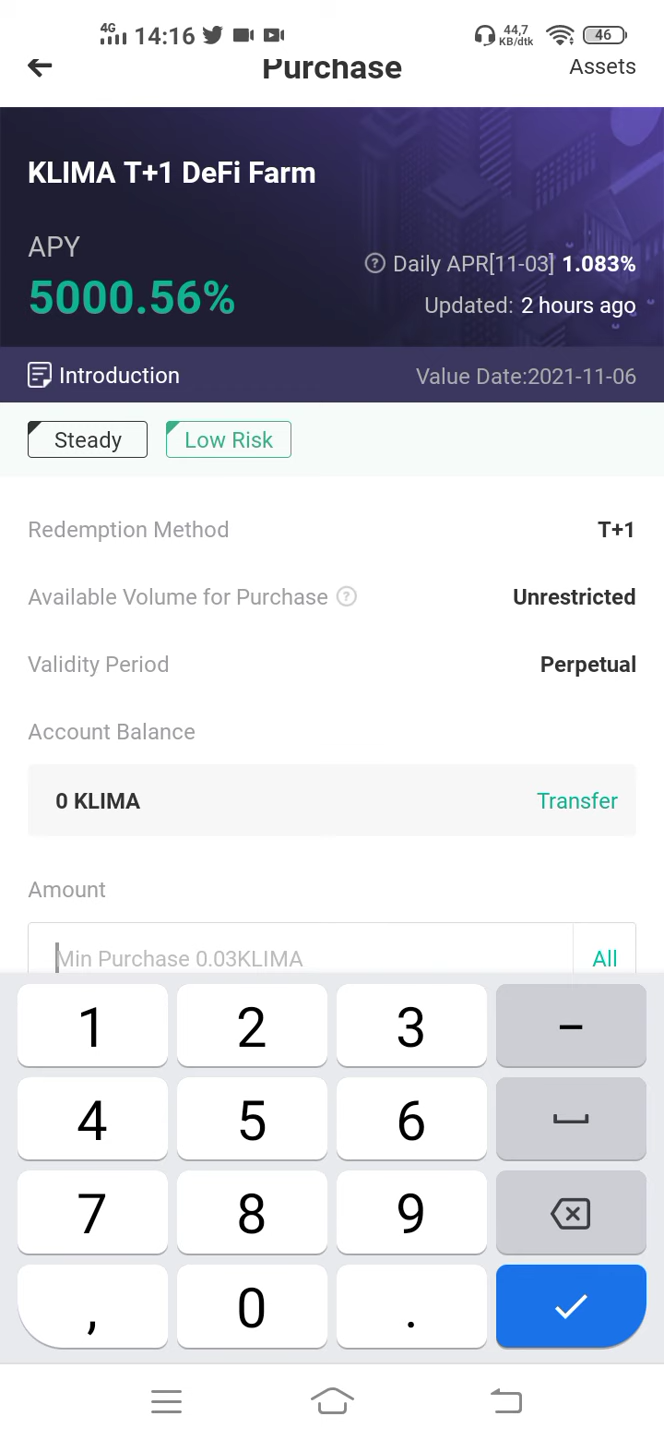 4G 14:16 44,7 KB/dtk 46
Purchase Assets
KLIMA T+1 DeFi Farm
APY
? Daily APR[11-03] 1.083%
5000.56%
Updated: 2 hours ago
Introduction Value Date:2021-11-06
Steady Low Risk
Redemption Method T+1
Available Volume for Purchase ? Unrestricted
Validity Period Perpetual
Account Balance
0 KLIMA Transfer
Amount
Min Purchase 0.03KLIMA All
1 2 3 –
4 5 6
7 8 9
, 0 .